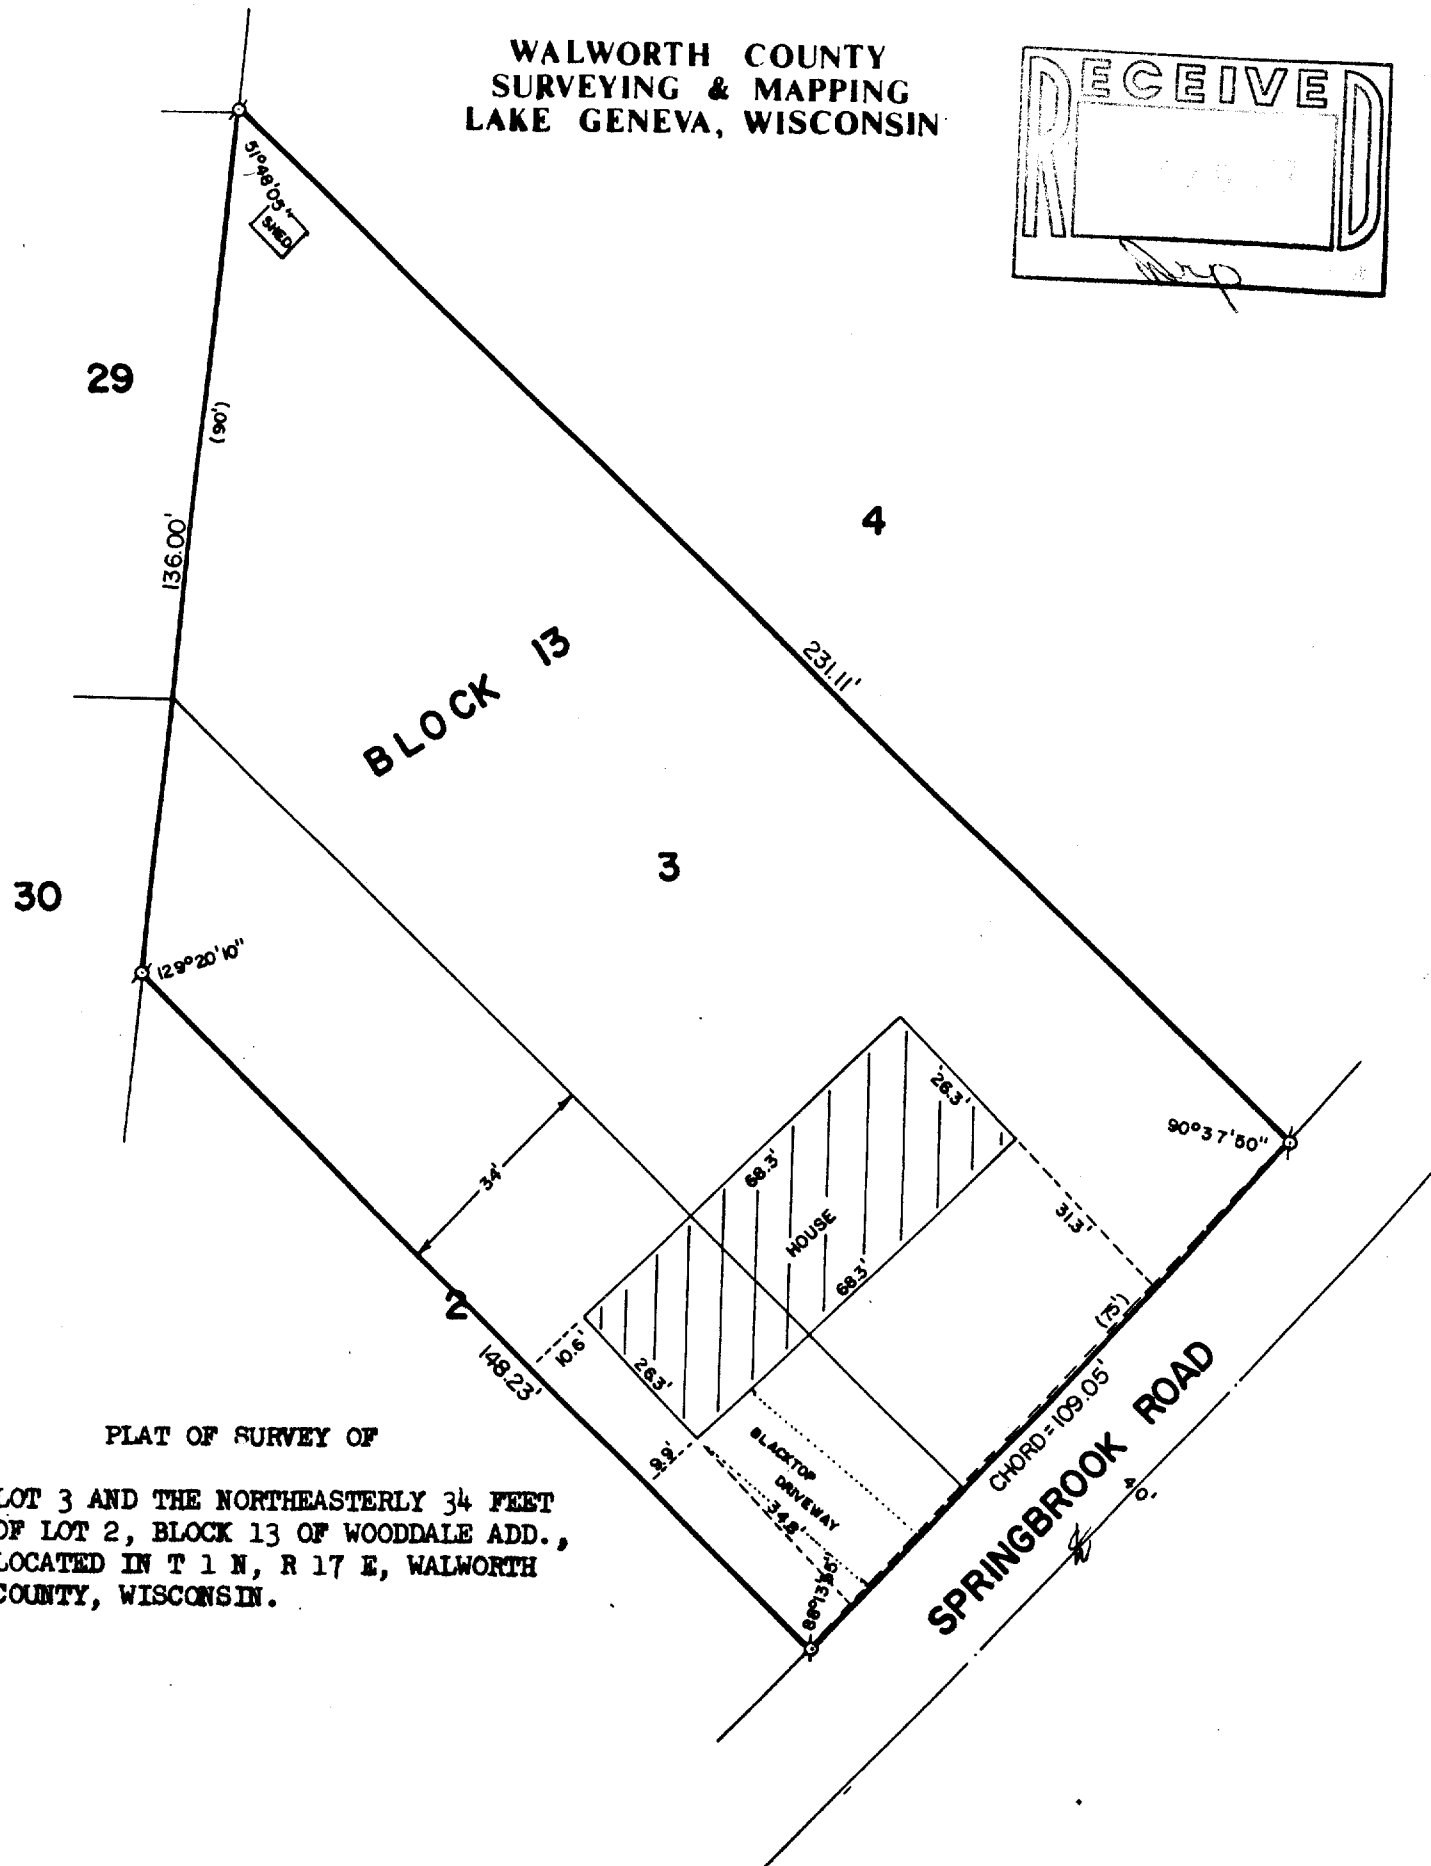 WALWORTH COUNTY
SURVEYING & MAPPING
LAKE GENEVA, WISCONSIN
RECEIVED
51°48'05"
SHED
29
(90')
136.00'
4
231.11'
BLOCK 13
3
30
129°20'10"
90°37'50"
26.3'
68.3'
34'
31.3'
HOUSE
68.3'
(75')
2
10.6'
148.23'
26.3'
CHORD = 109.05'
SPRINGBROOK ROAD
40'
9.9'
BLACKTOP
DRIVEWAY
34.8'
PLAT OF SURVEY OF
LOT 3 AND THE NORTHEASTERLY 34 FEET
OF LOT 2, BLOCK 13 OF WOODDALE ADD.,
LOCATED IN T 1 N, R 17 E, WALWORTH
COUNTY, WISCONSIN.